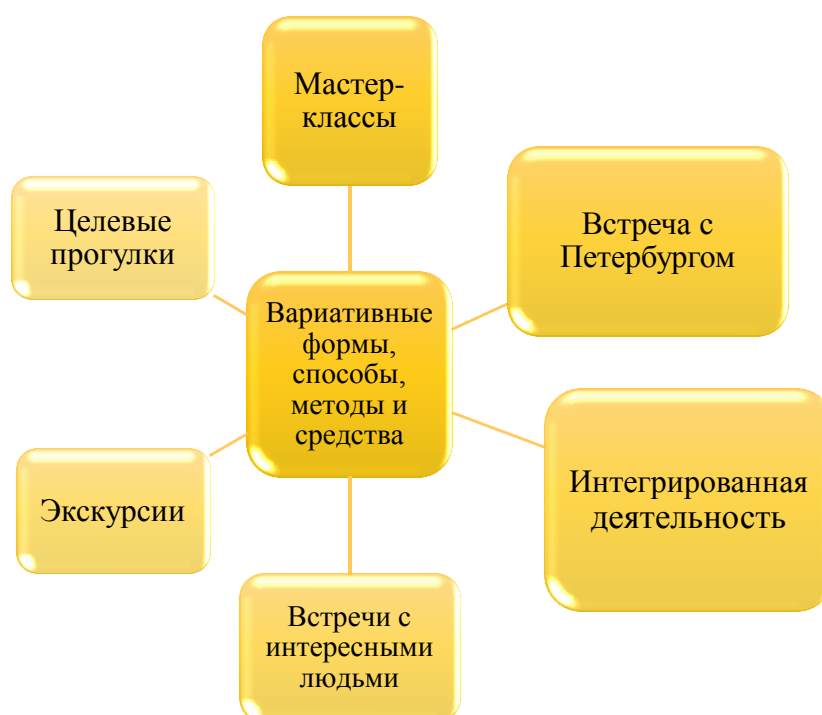 Мастер-
классы
Целевые
прогулки
Встреча с
Петербургом
Вариативные
формы,
способы,
методы и
средства
Экскурсии
Интегрированная
деятельность
Встречи с
интересными
людьми